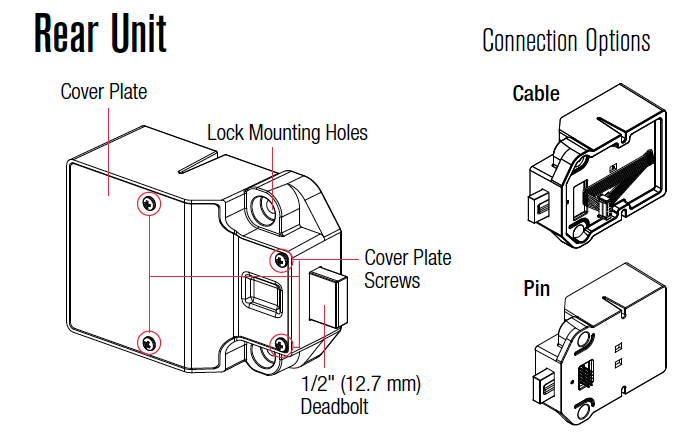 Rear Unit
Connection Options
Cover Plate
Cable
Lock Mounting Holes
Cover Plate
Screws
Pin
1/2" (12.7 mm)
Deadbolt